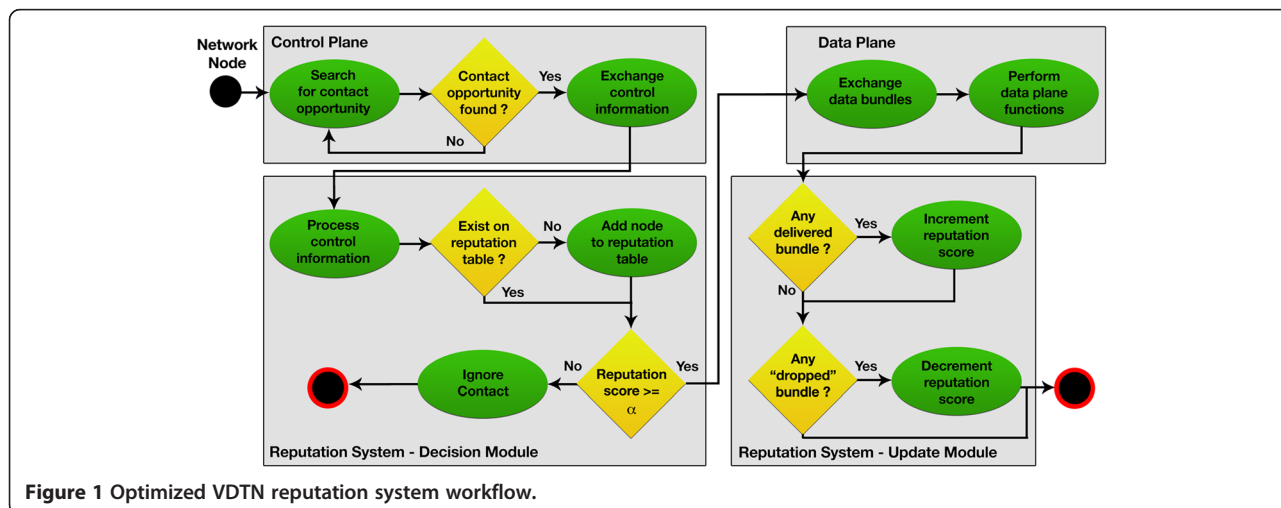 Network
Node
Control Plane
Search
for contact
opportunity
Contact
opportunity
found ?
Yes
No
Exchange
control
information
Data Plane
Exchange
data bundles
Perform
data plane
functions
Process
control
information
Exist on
reputation
table ?
No
Yes
Add node
to reputation
table
Reputation
score >=
α
No
Yes
Ignore
Contact
Reputation System - Decision Module
Any
delivered
bundle ?
Yes
No
Increment
reputation
score
Any
“dropped”
bundle ?
Yes
Decrement
reputation
score
Reputation System - Update Module
Figure 1 Optimized VDTN reputation system workflow.